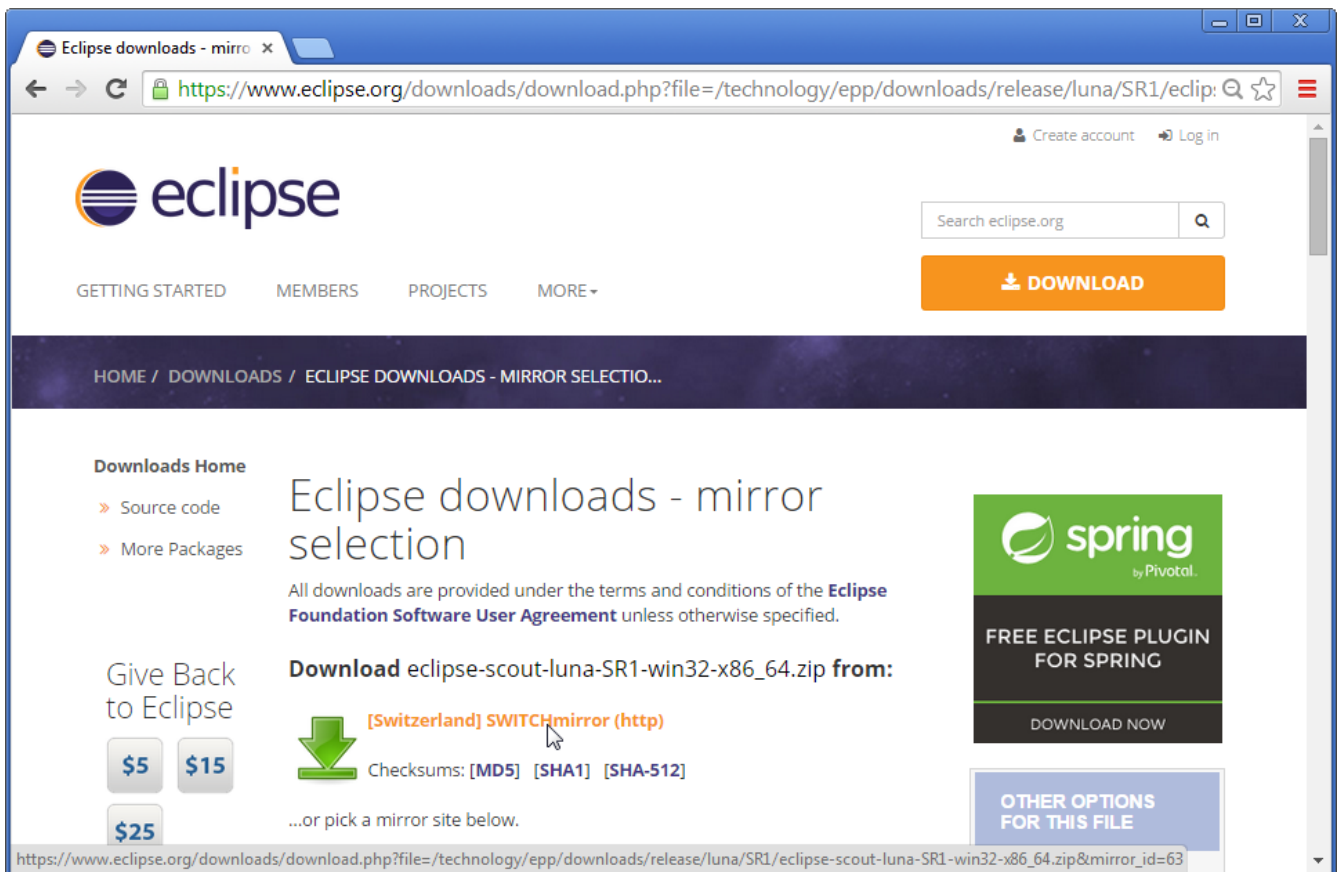 Eclipse downloads - mirro
https://www.eclipse.org/downloads/download.php?file=/technology/epp/downloads/release/luna/SR1/eclip
Create account Log in
eclipse
Search eclipse.org
DOWNLOAD
GETTING STARTED MEMBERS PROJECTS MORE
HOME / DOWNLOADS / ECLIPSE DOWNLOADS - MIRROR SELECTIO...
Downloads Home
» Source code
» More Packages
Eclipse downloads - mirror
selection
All downloads are provided under the terms and conditions of the Eclipse
Foundation Software User Agreement unless otherwise specified.
Download eclipse-scout-luna-SR1-win32-x86_64.zip from:
[Switzerland] SWITCHmirror (http)
Checksums: [MD5] [SHA1] [SHA-512]
...or pick a mirror site below.
Give Back
to Eclipse
$5 $15
$25
spring
by Pivotal.
FREE ECLIPSE PLUGIN
FOR SPRING
DOWNLOAD NOW
OTHER OPTIONS
FOR THIS FILE
https://www.eclipse.org/downloads/download.php?file=/technology/epp/downloads/release/luna/SR1/eclipse-scout-luna-SR1-win32-x86_64.zip&mirror_id=63